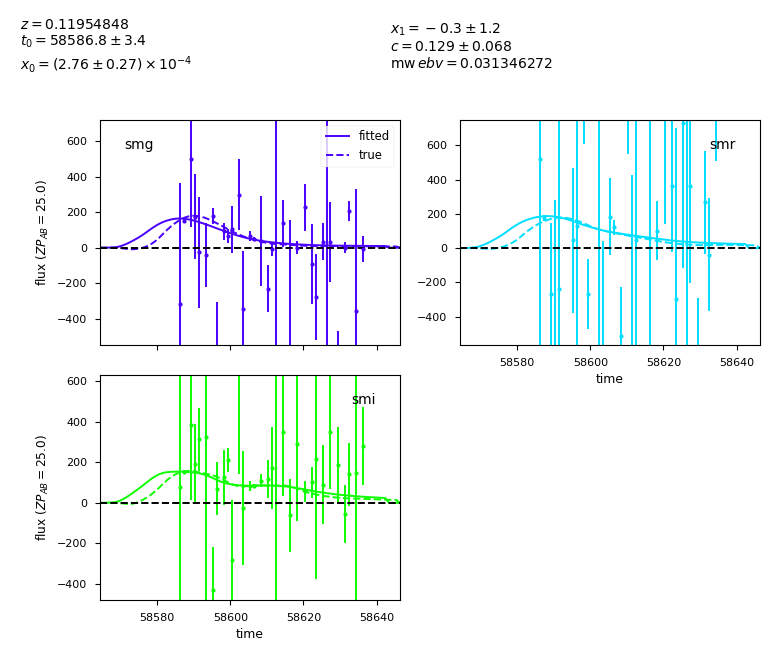 z = 0.11954848
t₀ = 58586.8 ± 3.4
x₀ = (2.76 ± 0.27) × 10⁻⁴
x₁ = −0.3 ± 1.2
c = 0.129 ± 0.068
mw ebv = 0.031346272
smg
fitted
true
600
400
200
0
−200
−400
flux (ZP_AB = 25.0)
smr
600
400
200
0
−200
−400
58580 58600 58620 58640
time
smi
600
400
200
0
−200
−400
flux (ZP_AB = 25.0)
58580 58600 58620 58640
time